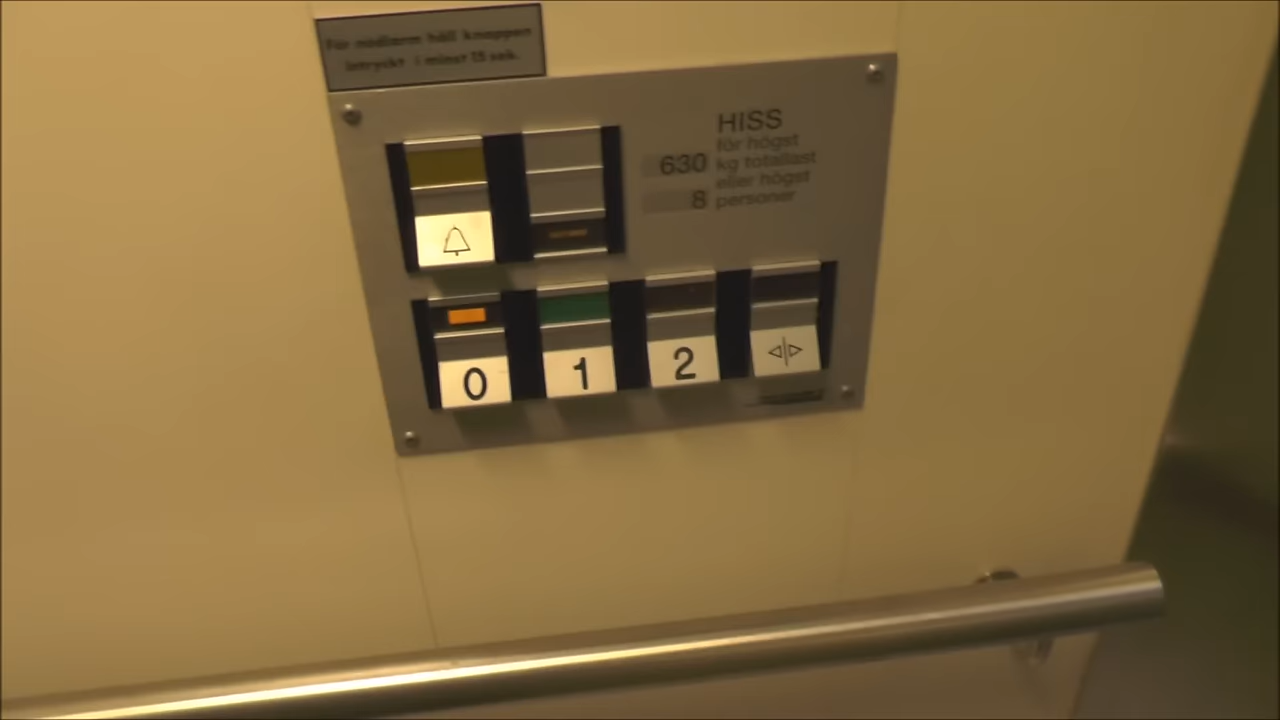 För nödlarm håll knappen
intryckt i minst 15 sek.
HISS
för högst
630 kg totallast
eller högst
8 personer
0
1
2